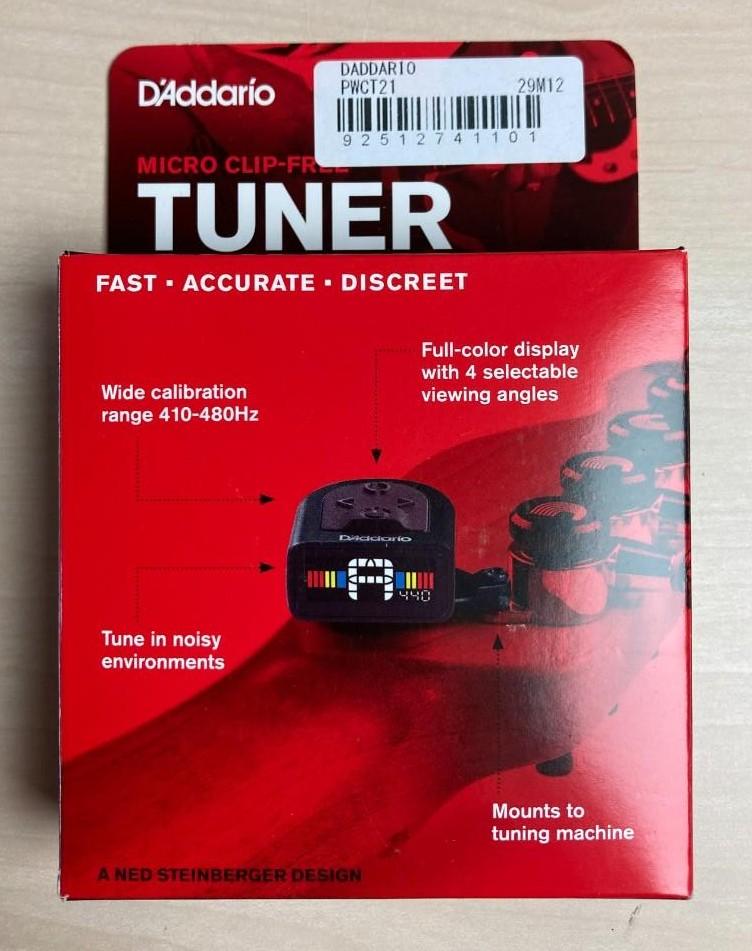 D'Addario
DADDARIO
PWCT21 29M12
92512741101
MICRO CLIP-FREE
TUNER
FAST ▪ ACCURATE ▪ DISCREET
Full-color display
with 4 selectable
viewing angles
Wide calibration
range 410-480Hz
D'Addario
A
440
Tune in noisy
environments
Mounts to
tuning machine
A NED STEINBERGER DESIGN